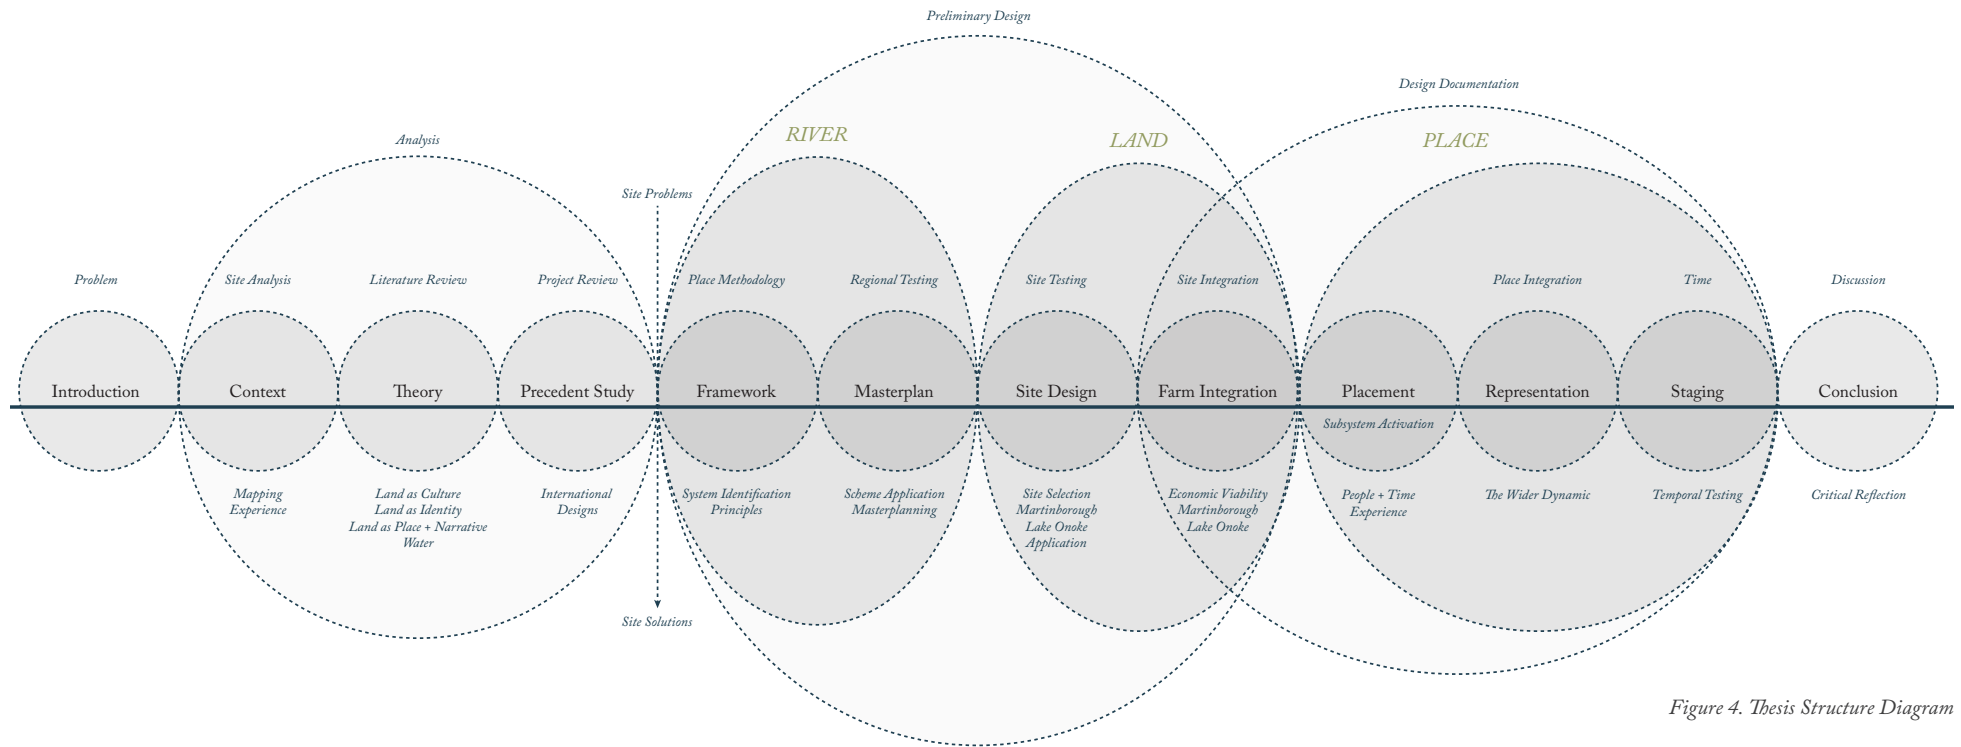 Preliminary Design
Design Documentation
Analysis
RIVER
LAND
PLACE
Site Problems
Problem
Site Analysis
Literature Review
Project Review
Place Methodology
Regional Testing
Site Testing
Site Integration
Place Integration
Time
Discussion
Introduction
Context
Theory
Precedent Study
Framework
Masterplan
Site Design
Farm Integration
Placement
Representation
Staging
Conclusion
Subsystem Activation
Mapping
Experience
Land as Culture
Land as Identity
Land as Place + Narrative
Water
International
Designs
System Identification
Principles
Scheme Application
Masterplanning
Site Selection
Martinborough
Lake Onoke
Application
Economic Viability
Martinborough
Lake Onoke
People + Time
Experience
The Wider Dynamic
Temporal Testing
Critical Reflection
Site Solutions
Figure 4. Thesis Structure Diagram